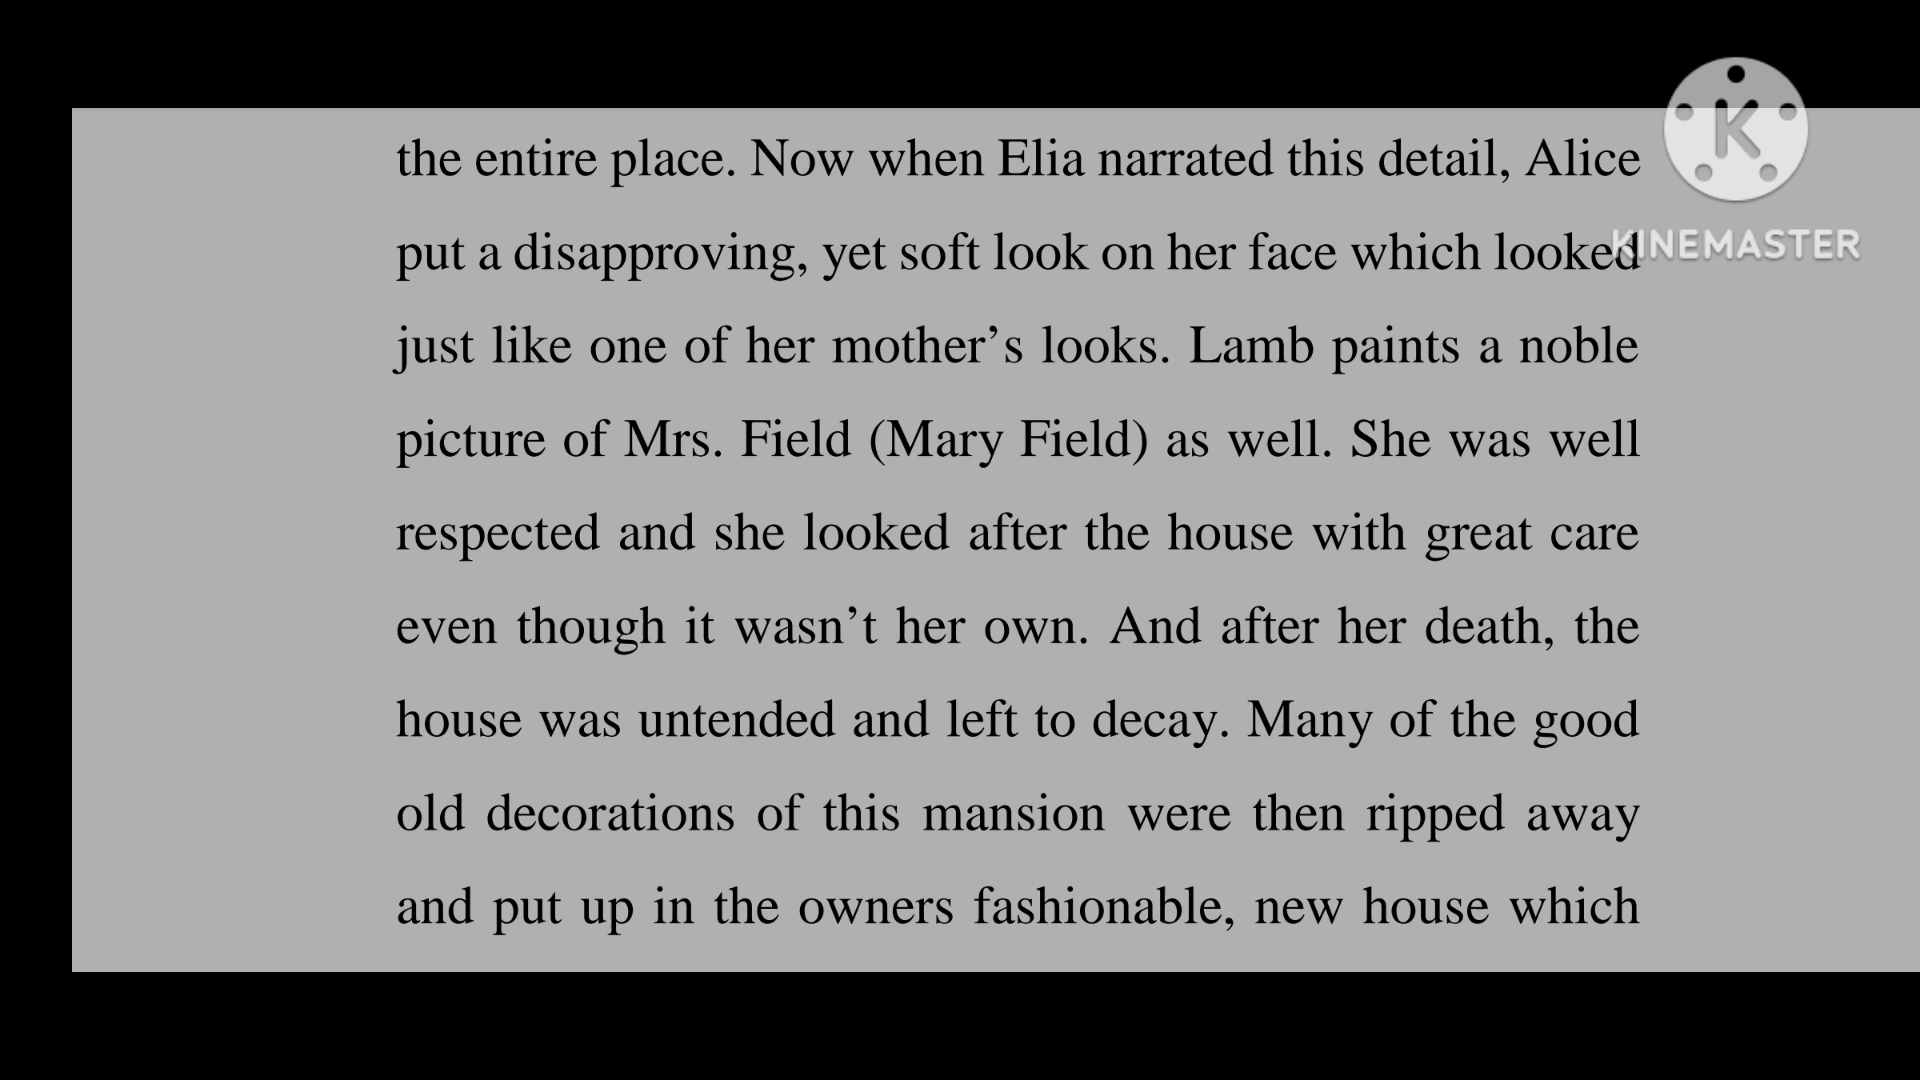 the entire place. Now when Elia narrated this detail, Alice
put a disapproving, yet soft look on her face which looked
just like one of her mother’s looks. Lamb paints a noble
picture of Mrs. Field (Mary Field) as well. She was well
respected and she looked after the house with great care
even though it wasn’t her own. And after her death, the
house was untended and left to decay. Many of the good
old decorations of this mansion were then ripped away
and put up in the owners fashionable, new house which
K
KINEMASTER